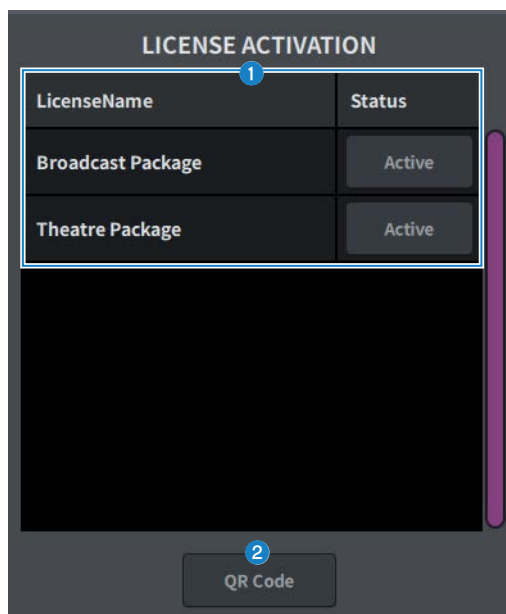 LICENSE ACTIVATION
1
LicenseName Status
Broadcast Package Active
Theatre Package Active
2
QR Code